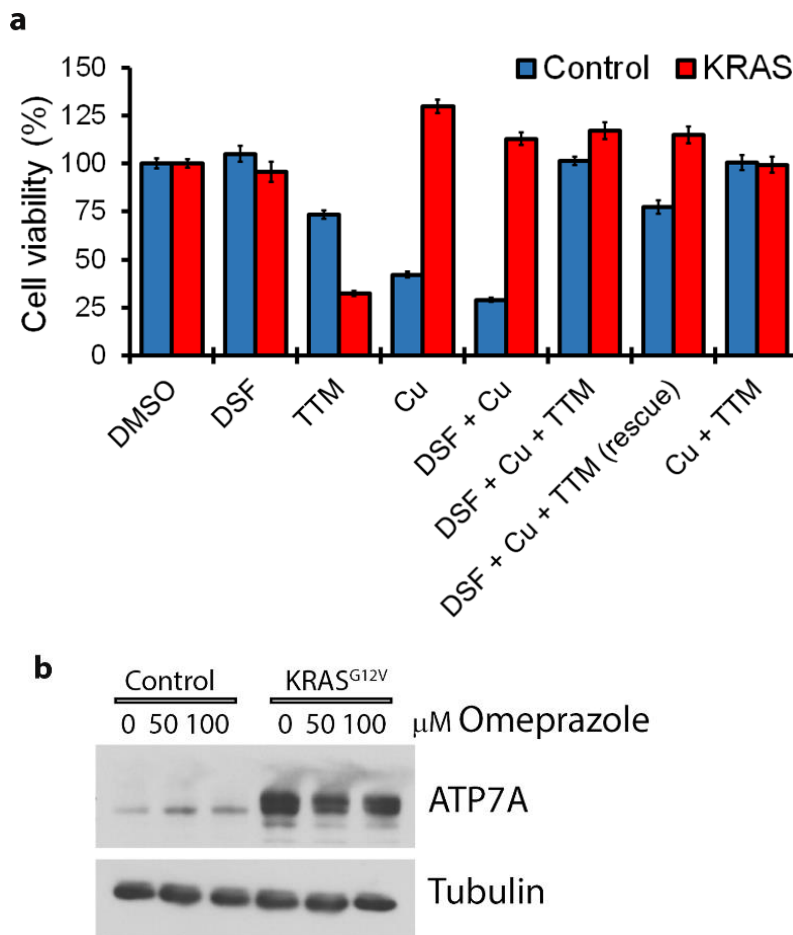 a
Cell viability (%)
150
125
100
75
50
25
0
Control
KRAS
DMSO
DSF
TTM
Cu
DSF + Cu
DSF + Cu + TTM
DSF + Cu + TTM (rescue)
Cu + TTM
b
Control
KRASG12V
0 50 100
0 50 100
μM Omeprazole
ATP7A
Tubulin